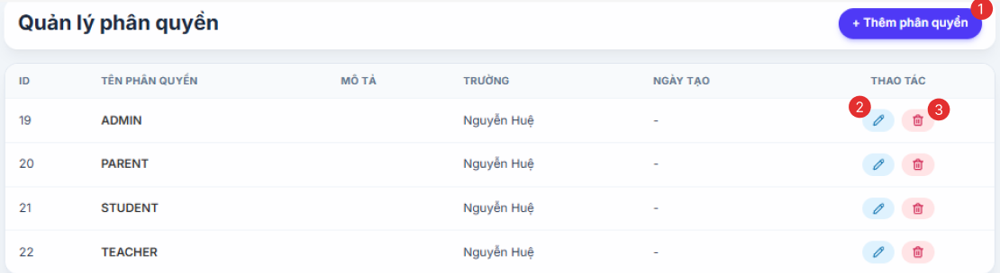 Quản lý phân quyền
+ Thêm phân quyền
1
ID TÊN PHÂN QUYỀN MÔ TẢ TRƯỜNG NGÀY TẠO THAO TÁC
19 ADMIN Nguyễn Huệ - 2 3
20 PARENT Nguyễn Huệ -
21 STUDENT Nguyễn Huệ -
22 TEACHER Nguyễn Huệ -